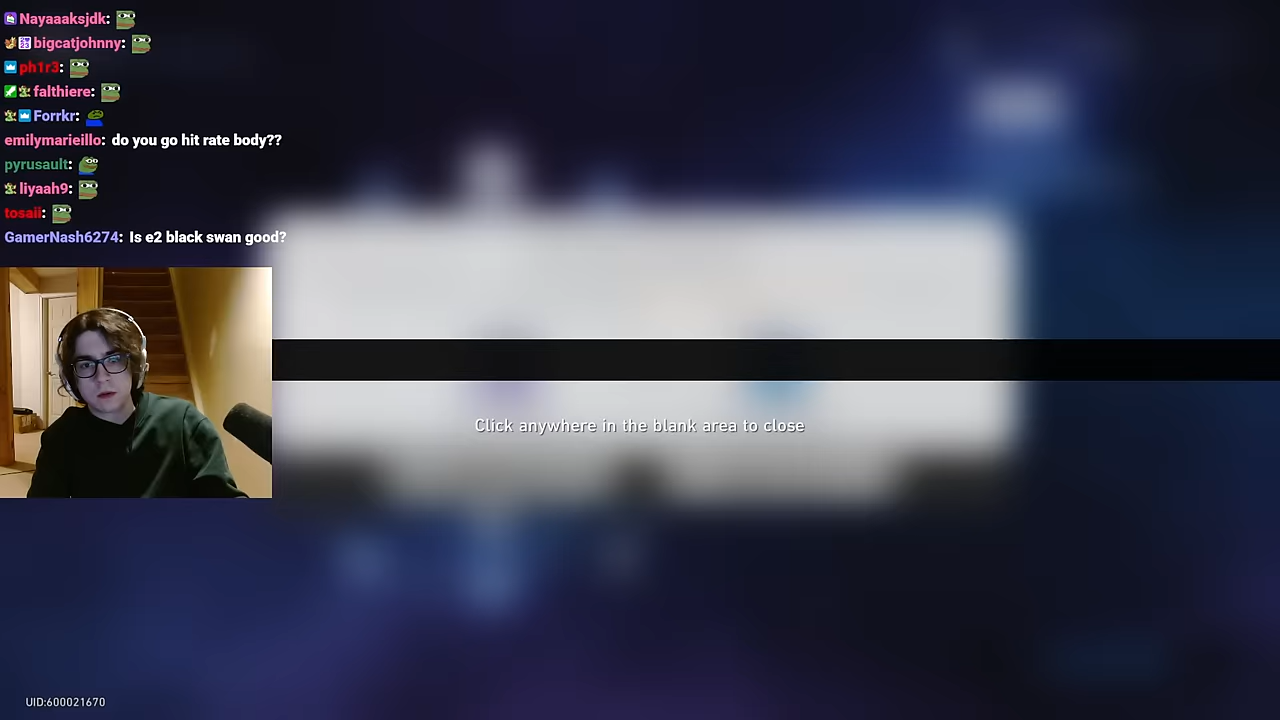 Nayaaaksjdk:
bigcatjohnny:
ph1r3:
falthiere:
Forrkr:
emilymarieillo: do you go hit rate body??
pyrusault:
liyaah9:
tosaii:
GamerNash6274: Is e2 black swan good?
Click anywhere in the blank area to close
UID:600021670